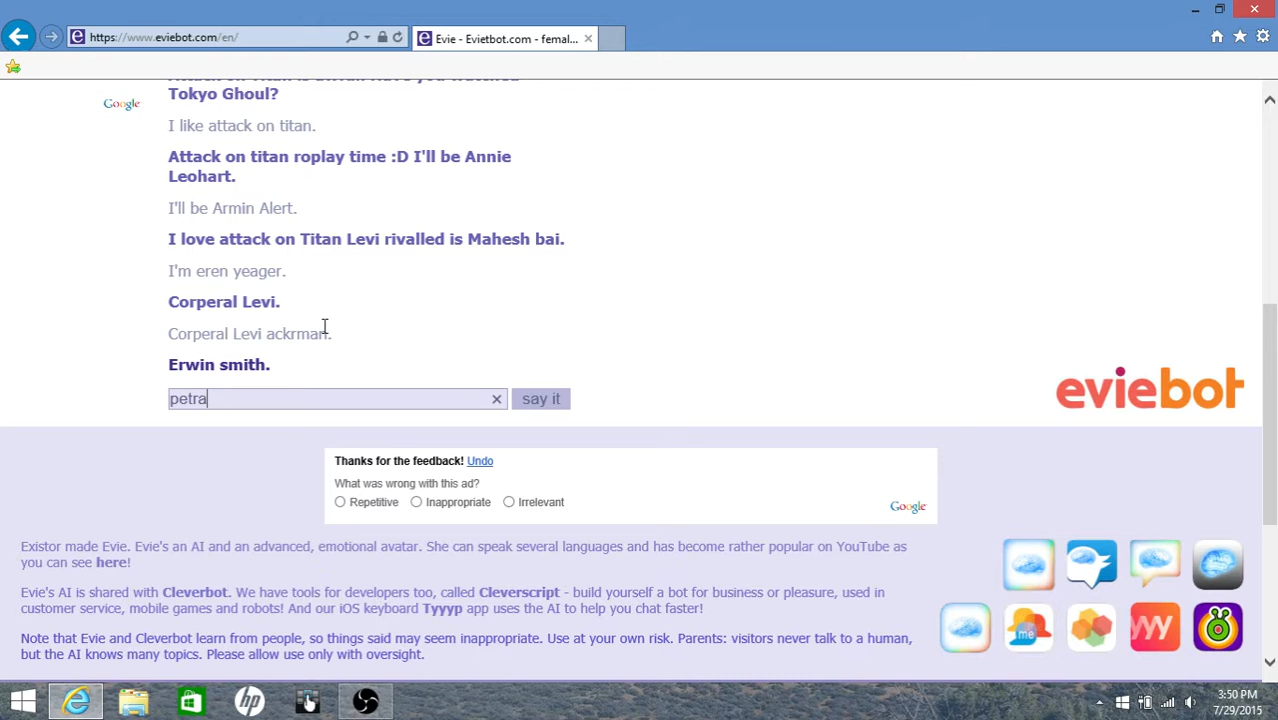 https://www.eviebot.com/en/
Evie - Evietbot.com - femal...
Tokyo Ghoul?
Google
I like attack on titan.
Attack on titan roplay time :D I'll be Annie
Leohart.
I'll be Armin Alert.
I love attack on Titan Levi rivalled is Mahesh bai.
I'm eren yeager.
Corperal Levi.
Corperal Levi ackrman.
Erwin smith.
petra
say it
eviebot
Thanks for the feedback! Undo
What was wrong with this ad?
Repetitive Inappropriate Irrelevant
Google
Existor made Evie. Evie's an AI and an advanced, emotional avatar. She can speak several languages and has become rather popular on YouTube as
you can see here!
Evie's AI is shared with Cleverbot. We have tools for developers too, called Cleverscript - build yourself a bot for business or pleasure, used in
customer service, mobile games and robots! And our iOS keyboard Tyyyp app uses the AI to help you chat faster!
Note that Evie and Cleverbot learn from people, so things said may seem inappropriate. Use at your own risk. Parents: visitors never talk to a human,
but the AI knows many topics. Please allow use only with oversight.
me
yyy
hp
3:50 PM
7/29/2015